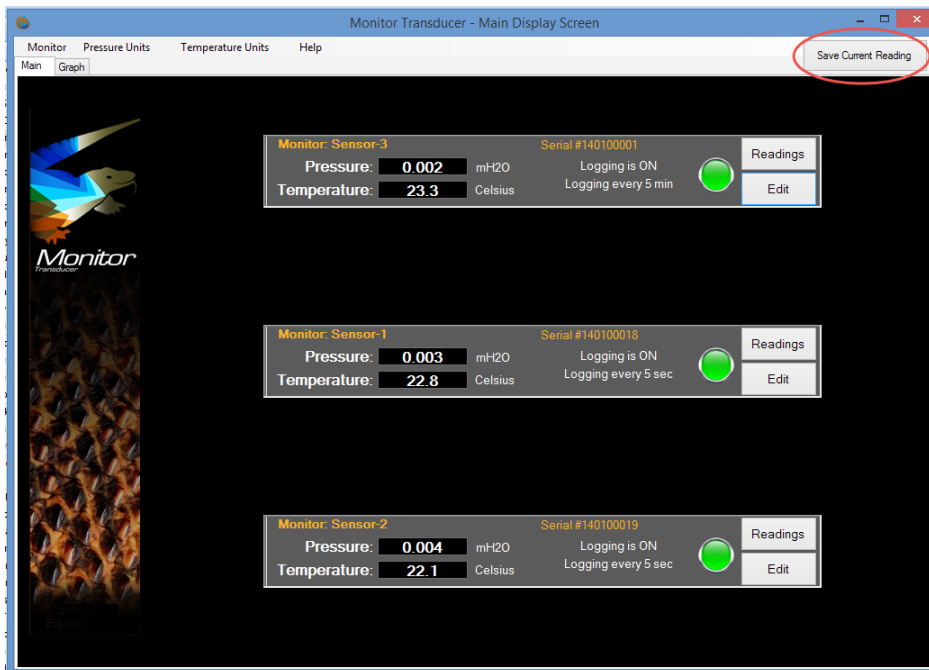 Monitor Transducer - Main Display Screen
Monitor Pressure Units Temperature Units Help
Save Current Reading
Main Graph
Monitor
Transducer
Monitor: Sensor-3 Serial #140100001
Pressure: 0.002 mH2O Logging is ON Readings
Temperature: 23.3 Celsius Logging every 5 min Edit
Monitor: Sensor-1 Serial #140100018
Pressure: 0.003 mH2O Logging is ON Readings
Temperature: 22.8 Celsius Logging every 5 sec Edit
Monitor: Sensor-2 Serial #140100019
Pressure: 0.004 mH2O Logging is ON Readings
Temperature: 22.1 Celsius Logging every 5 sec Edit